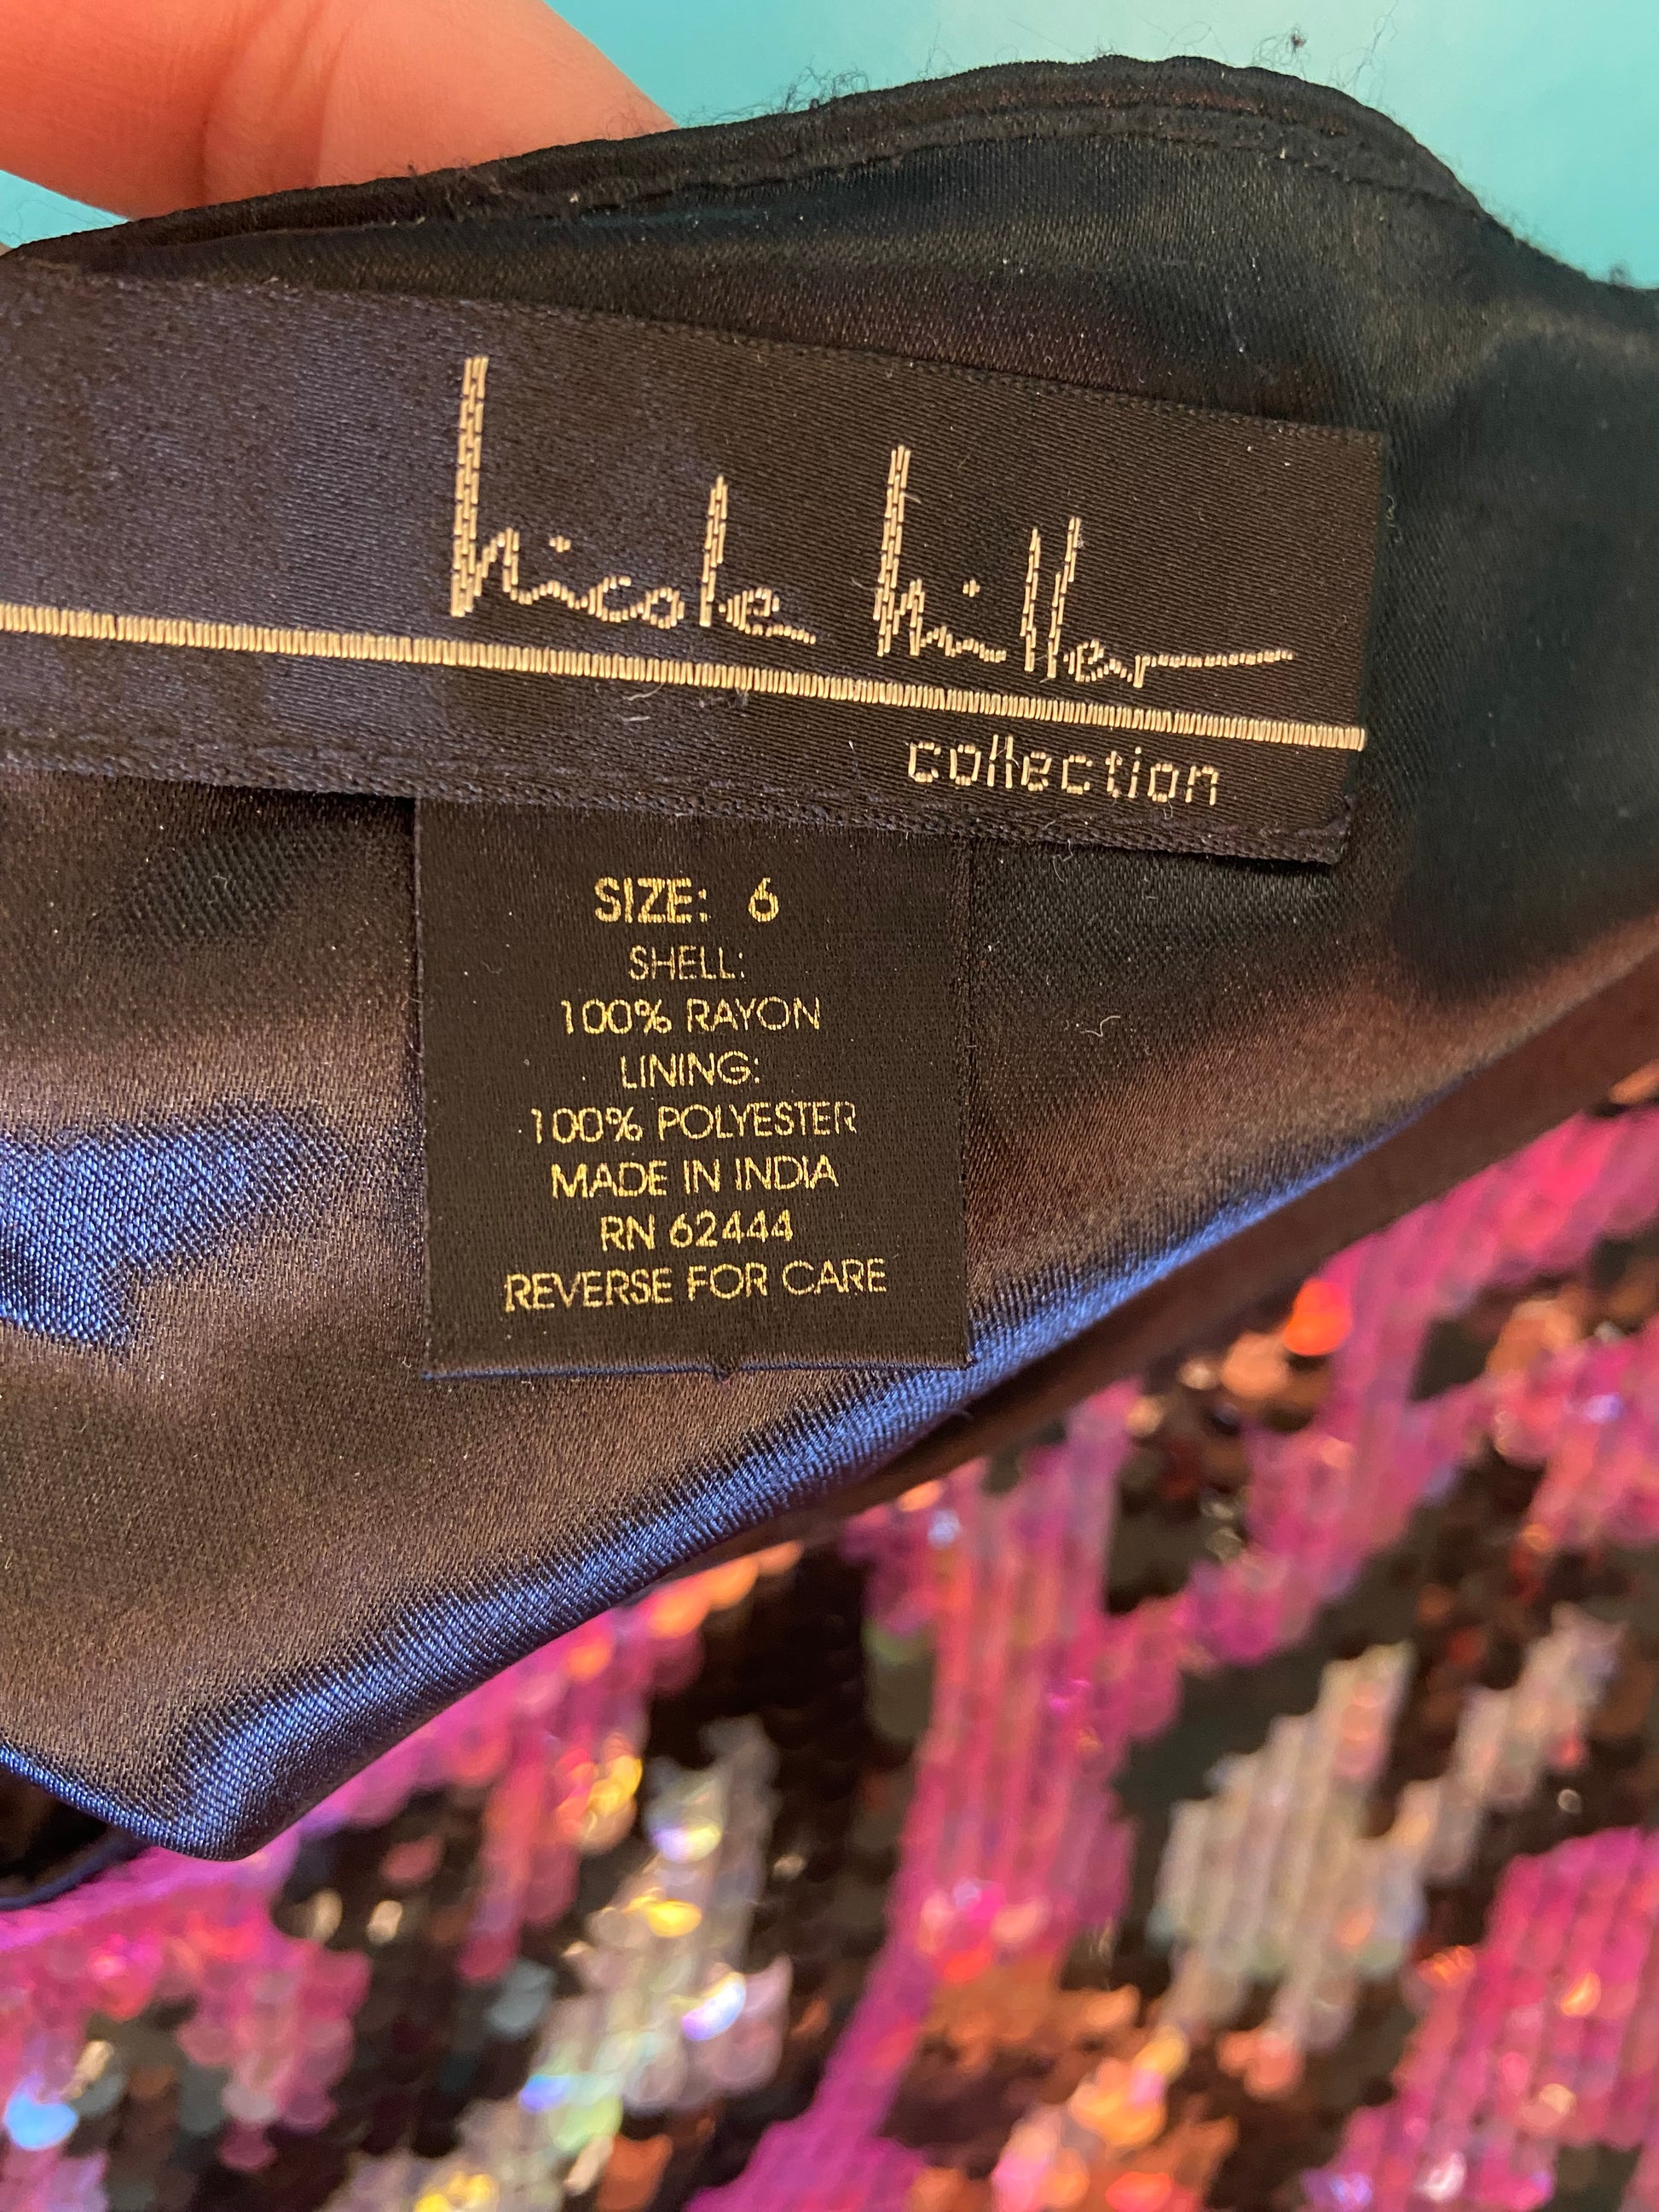 nicole miller
collection
SIZE: 6
SHELL:
100% RAYON
LINING:
100% POLYESTER
MADE IN INDIA
RN 62444
REVERSE FOR CARE